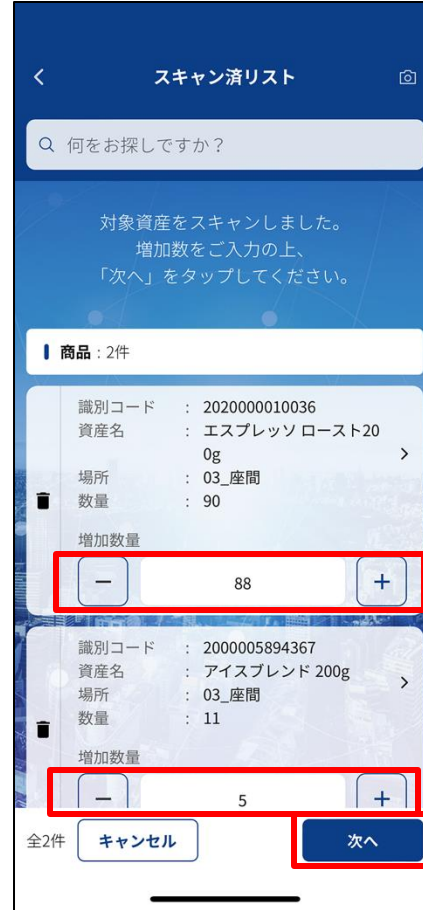 スキャン済リスト
何をお探しですか？
対象資産をスキャンしました。
増加数をご入力の上、
「次へ」をタップしてください。
商品：2件
識別コード : 2020000010036
資産名 : エスプレッソ ロースト20
0g
場所 : 03_座間
数量 : 90
増加数量
− 88 +
識別コード : 2000005894367
資産名 : アイスブレンド 200g
場所 : 03_座間
数量 : 11
増加数量
− 5 +
全2件 キャンセル 次へ